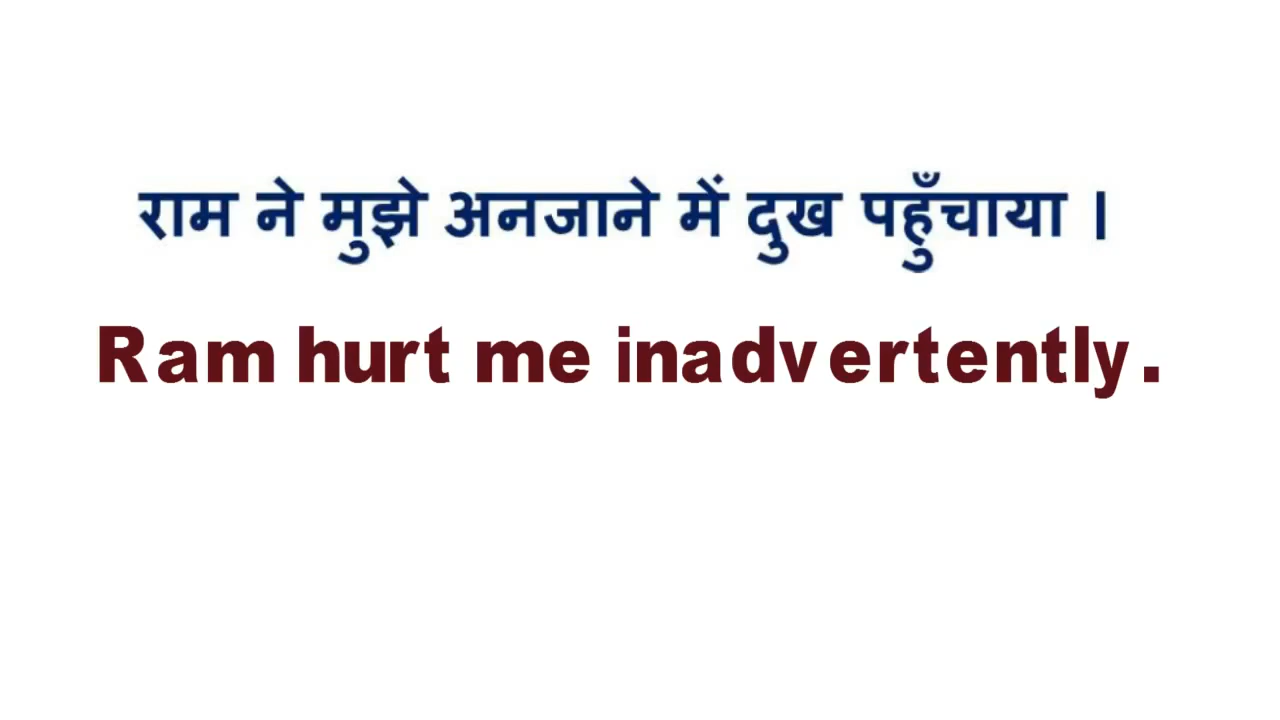 राम ने मुझे अनजाने में दुख पहुँचाया ।
Ram hurt me inadvertently.